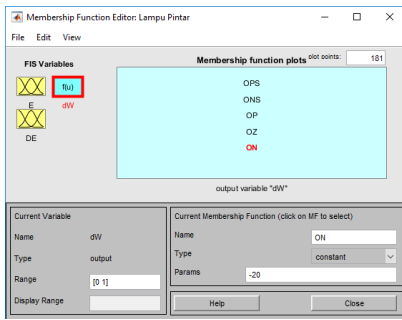 Membership Function Editor: Lampu Pintar
File Edit View
FIS Variables
Membership function plots plot points: 181
f(u)
E dW
DE
OPS
ONS
OP
OZ
ON
output variable "dW"
Current Variable
Name dW
Type output
Range [0 1]
Display Range
Current Membership Function (click on MF to select)
Name ON
Type constant
Params -20
Help Close